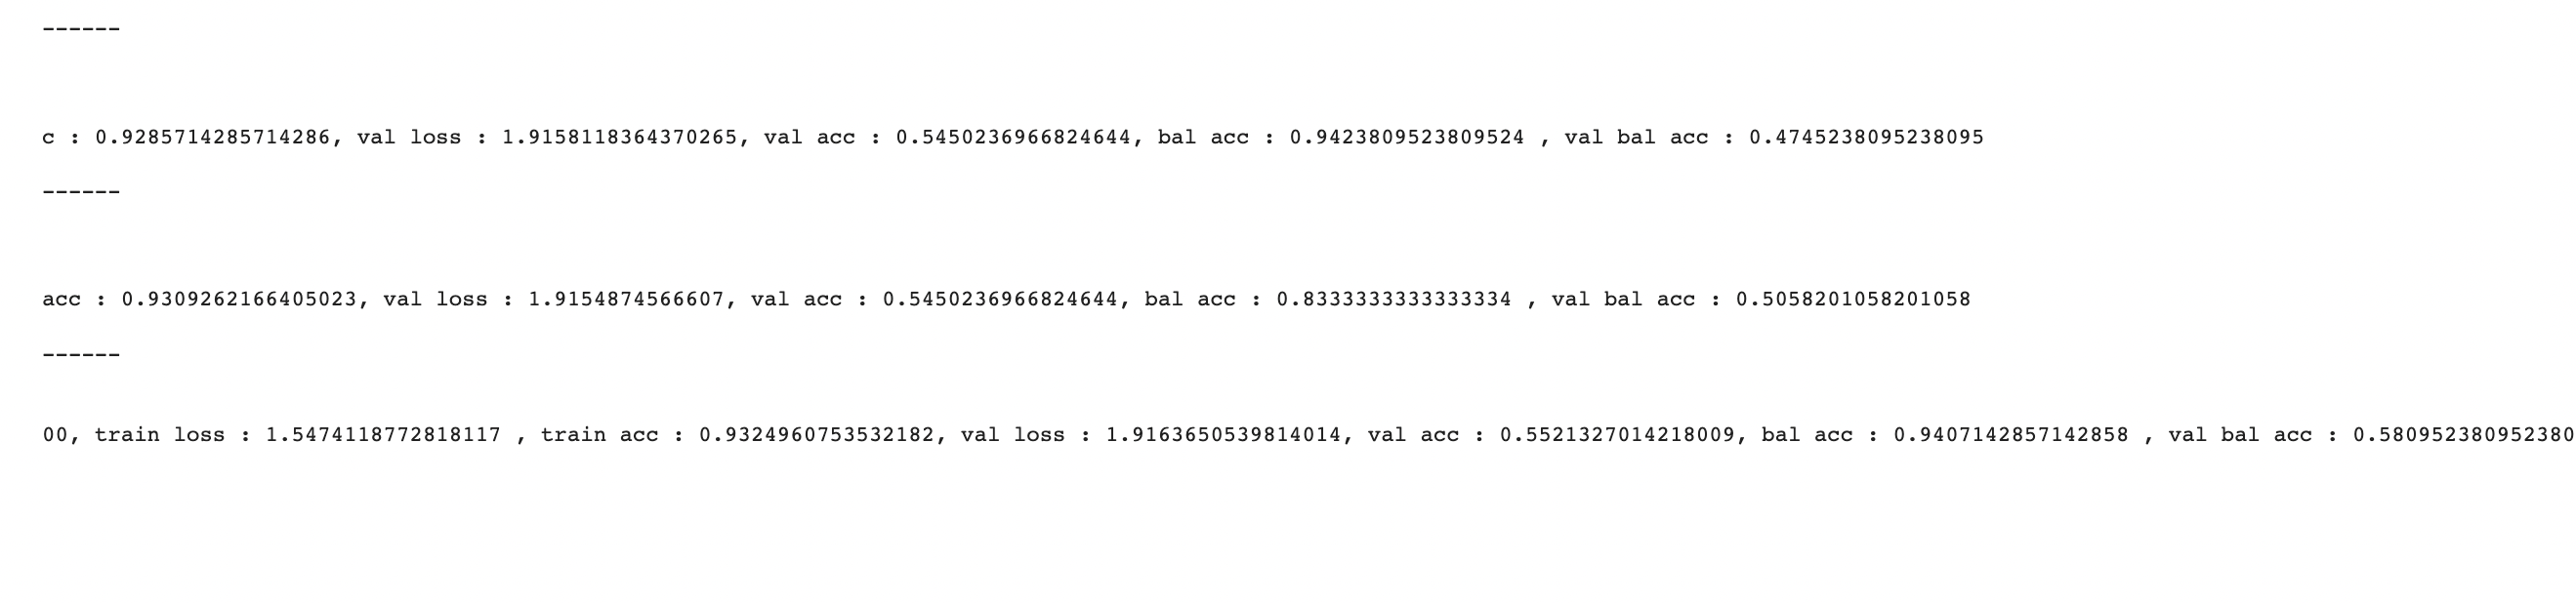 ------
c : 0.9285714285714286, val loss : 1.9158118364370265, val acc : 0.5450236966824644, bal acc : 0.9423809523809524 , val bal acc : 0.4745238095238095
------
acc : 0.9309262166405023, val loss : 1.9154874566607, val acc : 0.5450236966824644, bal acc : 0.8333333333333334 , val bal acc : 0.5058201058201058
------
00, train loss : 1.5474118772818117 , train acc : 0.9324960753532182, val loss : 1.9163650539814014, val acc : 0.5521327014218009, bal acc : 0.9407142857142858 , val bal acc : 0.580952380952380